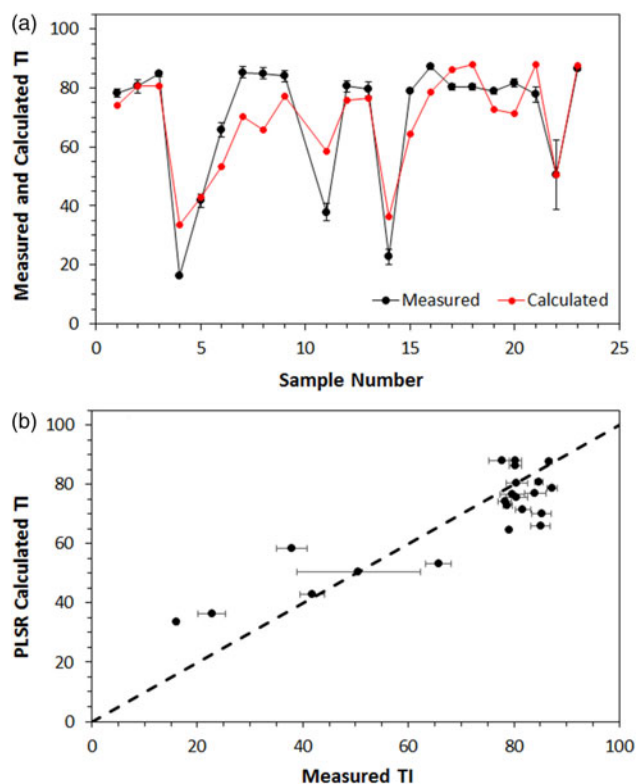 (a)
100
80
60
40
20
0
Measured and Calculated TI
Measured
Calculated
0 5 10 15 20 25
Sample Number
(b)
100
80
60
40
20
0
PLSR Calculated TI
0 20 40 60 80 100
Measured TI